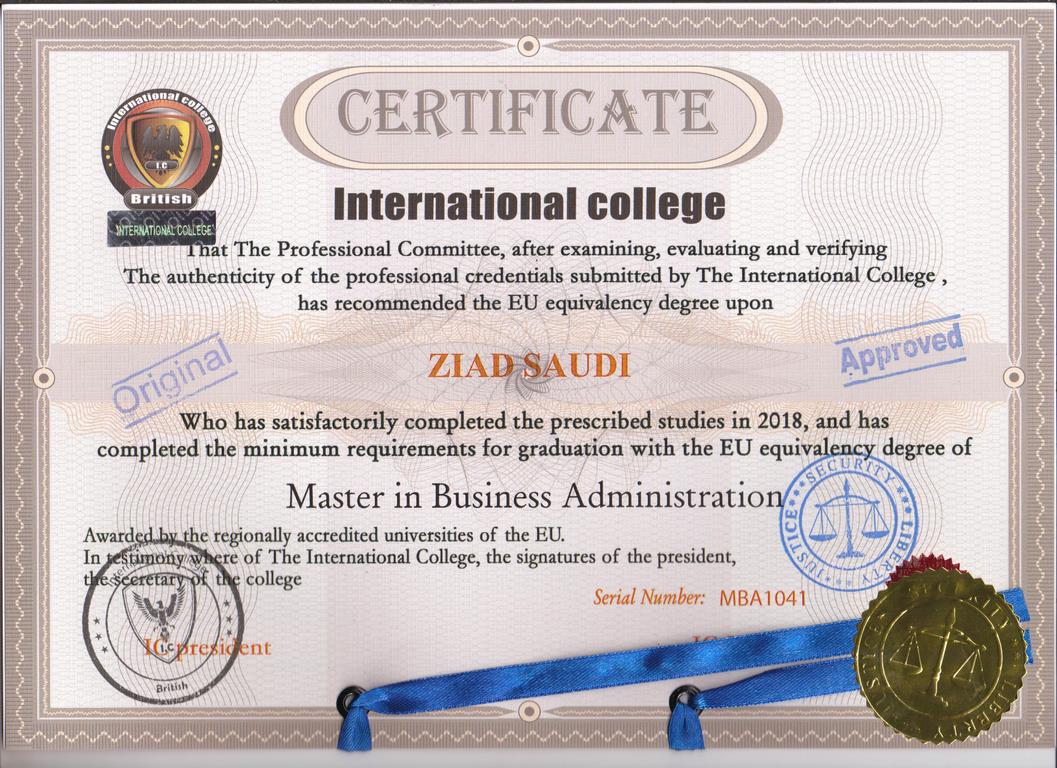 CERTIFICATE
International college
I.C
British
INTERNATIONAL COLLEGE
International college
That The Professional Committee, after examining, evaluating and verifying
The authenticity of the professional credentials submitted by The International College ,
has recommended the EU equivalency degree upon
Original
ZIAD SAUDI
Approved
Who has satisfactorily completed the prescribed studies in 2018, and has
completed the minimum requirements for graduation with the EU equivalency degree of
Master in Business Administration
SECURITY
JUSTICE
LIBERTY
Awarded by the regionally accredited universities of the EU.
In testimony where of The International College, the signatures of the president,
the secretary of the college
Serial Number: MBA1041
IC president
I.C
British
JUSTICE
LIBERTY